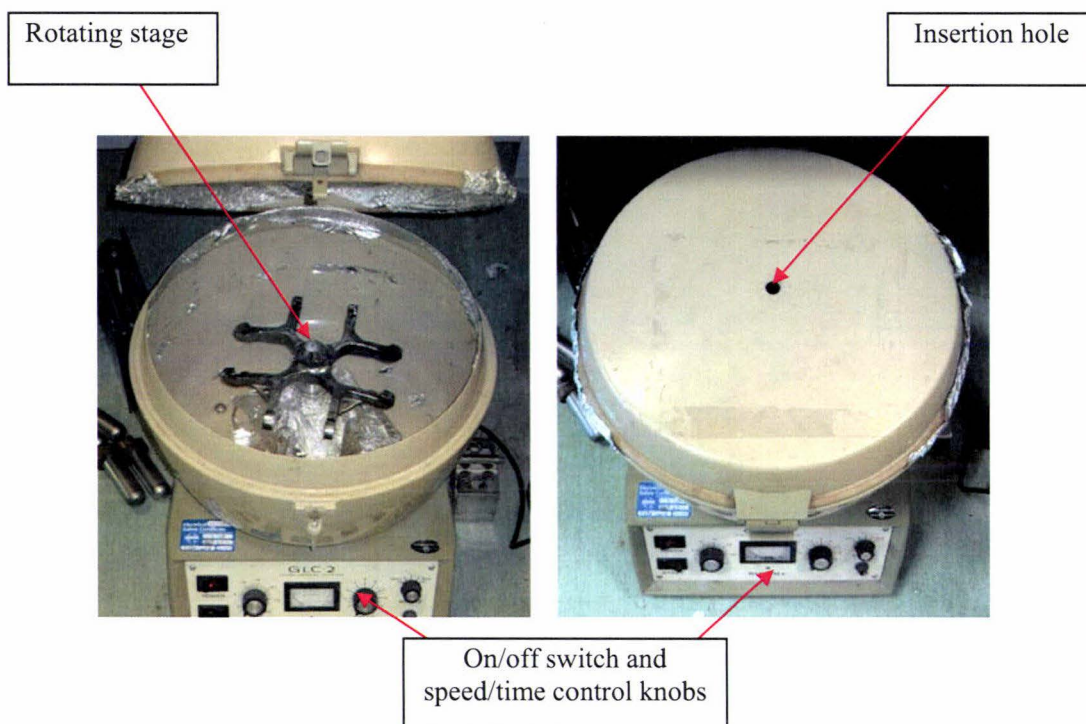 Rotating stage
Insertion hole
GLC 2
On/off switch and
speed/time control knobs